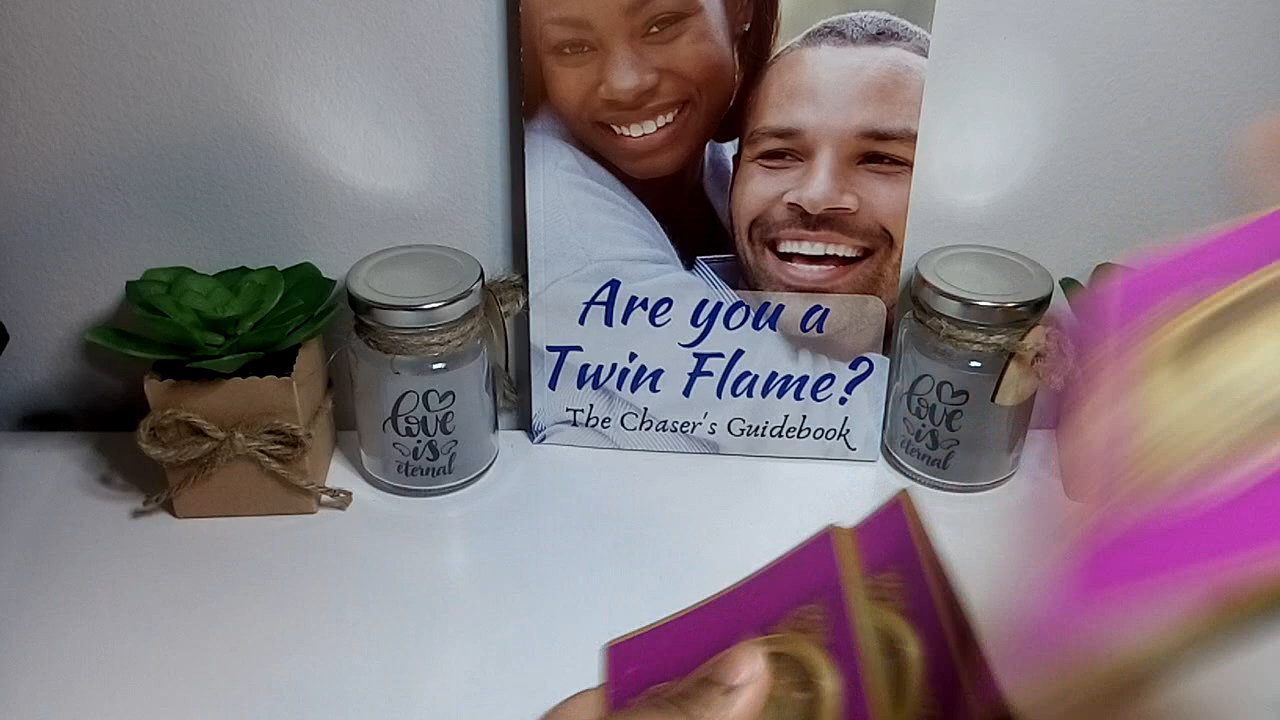 Are you a
Twin Flame?
The Chaser's Guidebook
love
is
eternal
love
is
eternal